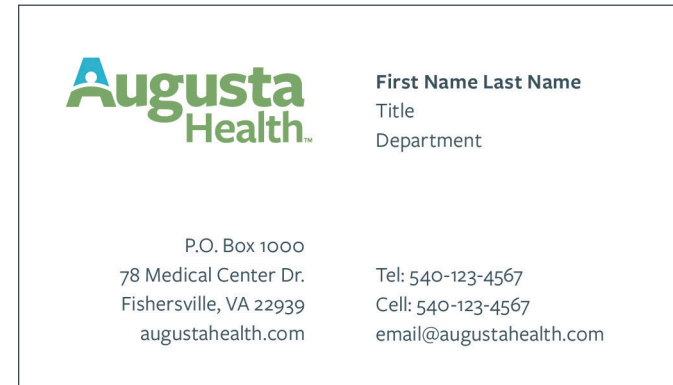 Augusta
Health™
First Name Last Name
Title
Department
P.O. Box 1000
78 Medical Center Dr.
Fishersville, VA 22939
augustahealth.com
Tel: 540-123-4567
Cell: 540-123-4567
email@augustahealth.com